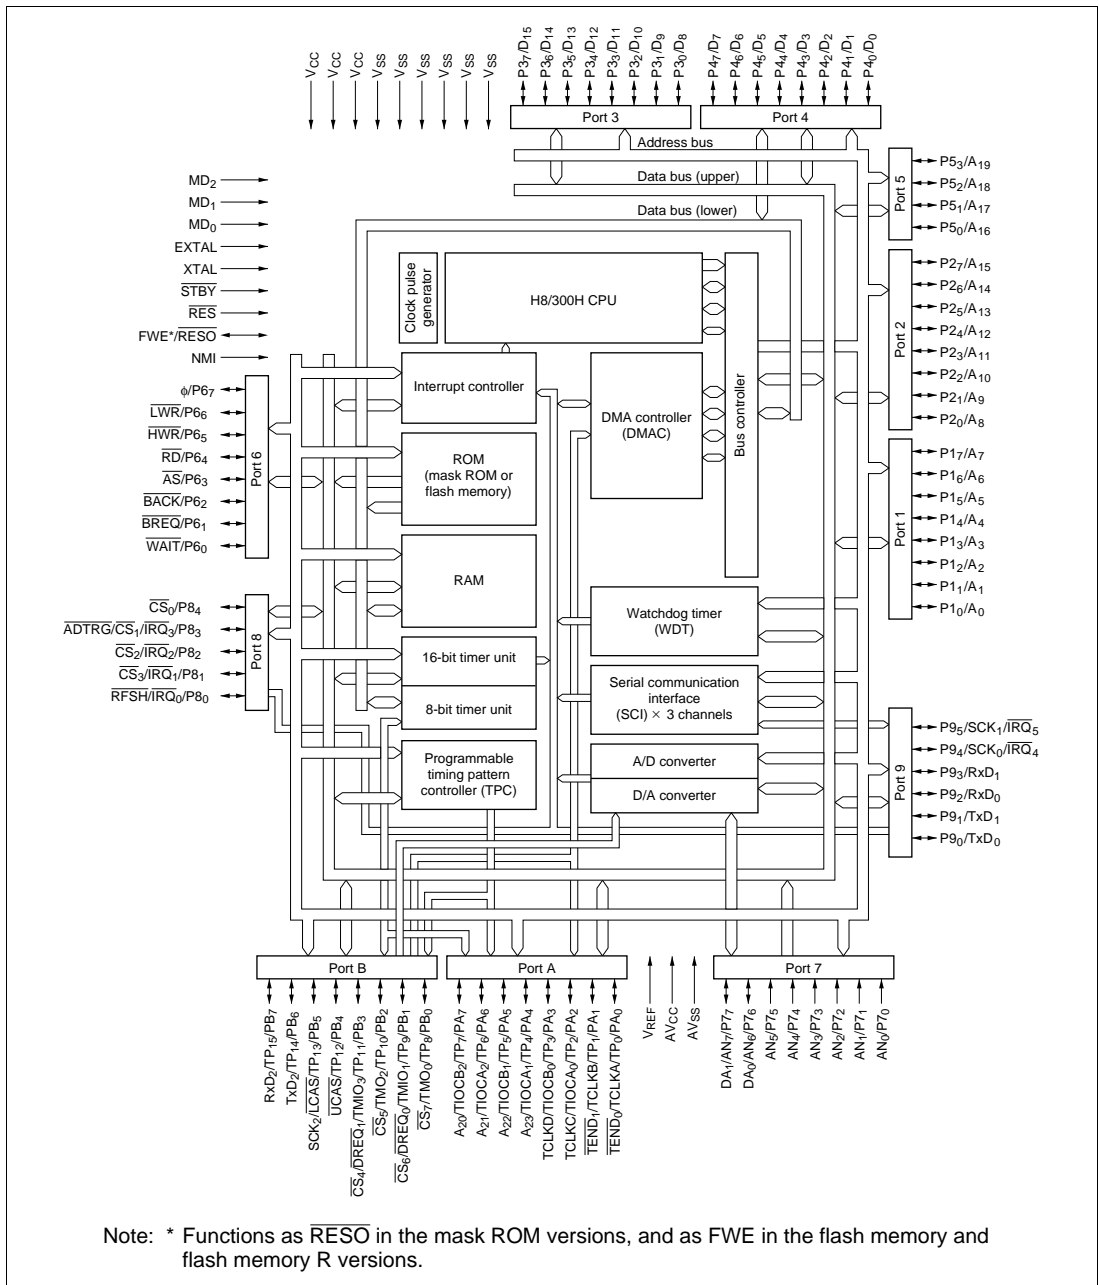 VCC
VCC
VCC
VSS
VSS
VSS
VSS
VSS
VSS
P37/D15
P36/D14
P35/D13
P34/D12
P33/D11
P32/D10
P31/D9
P30/D8
P47/D7
P46/D6
P45/D5
P44/D4
P43/D3
P42/D2
P41/D1
P40/D0
Port 3
Port 4
Address bus
Data bus (upper)
Data bus (lower)
MD2
MD1
MD0
EXTAL
XTAL
STBY
RES
FWE*/RESO
NMI
Port 5
P53/A19
P52/A18
P51/A17
P50/A16
Clock pulse
generator
H8/300H CPU
Bus controller
Port 2
P27/A15
P26/A14
P25/A13
P24/A12
P23/A11
P22/A10
P21/A9
P20/A8
Interrupt controller
DMA controller
(DMAC)
ϕ/P67
LWR/P66
HWR/P65
RD/P64
AS/P63
BACK/P62
BREQ/P61
WAIT/P60
Port 6
ROM
(mask ROM or
flash memory)
Port 1
P17/A7
P16/A6
P15/A5
P14/A4
P13/A3
P12/A2
P11/A1
P10/A0
RAM
CS0/P84
ADTRG/CS1/IRQ3/P83
CS2/IRQ2/P82
CS3/IRQ1/P81
RFSH/IRQ0/P80
Port 8
Watchdog timer
(WDT)
16-bit timer unit
8-bit timer unit
Serial communication
interface
(SCI) × 3 channels
Programmable
timing pattern
controller (TPC)
A/D converter
D/A converter
Port 9
P95/SCK1/IRQ5
P94/SCK0/IRQ4
P93/RxD1
P92/RxD0
P91/TxD1
P90/TxD0
Port B
Port A
Port 7
RxD2/TP15/PB7
TxD2/TP14/PB6
SCK2/LCAS/TP13/PB5
UCAS/TP12/PB4
CS4/DREQ1/TMIO3/TP11/PB3
CS5/TMO2/TP10/PB2
CS6/DREQ0/TMIO1/TP9/PB1
CS7/TMO0/TP8/PB0
A20/TIOCB2/TP7/PA7
A21/TIOCA2/TP6/PA6
A22/TIOCB1/TP5/PA5
A23/TIOCA1/TP4/PA4
TCLKD/TIOCB0/TP3/PA3
TCLKC/TIOCA0/TP2/PA2
TEND1/TCLKB/TP1/PA1
TEND0/TCLKA/TP0/PA0
VREF
AVCC
AVSS
DA1/AN7/P77
DA0/AN6/P76
AN5/P75
AN4/P74
AN3/P73
AN2/P72
AN1/P71
AN0/P70
Note: * Functions as RESO in the mask ROM versions, and as FWE in the flash memory and
flash memory R versions.